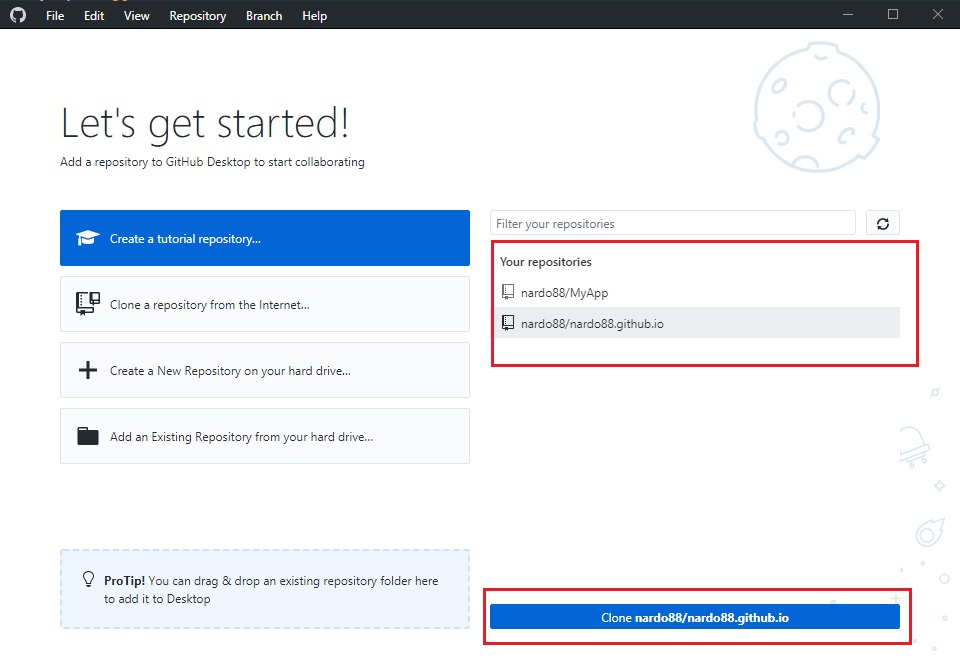 File Edit View Repository Branch Help
Let's get started!
Add a repository to GitHub Desktop to start collaborating
Create a tutorial repository...
Clone a repository from the Internet...
Create a New Repository on your hard drive...
Add an Existing Repository from your hard drive...
ProTip! You can drag & drop an existing repository folder here
to add it to Desktop
Filter your repositories
Your repositories
nardo88/MyApp
nardo88/nardo88.github.io
Clone nardo88/nardo88.github.io